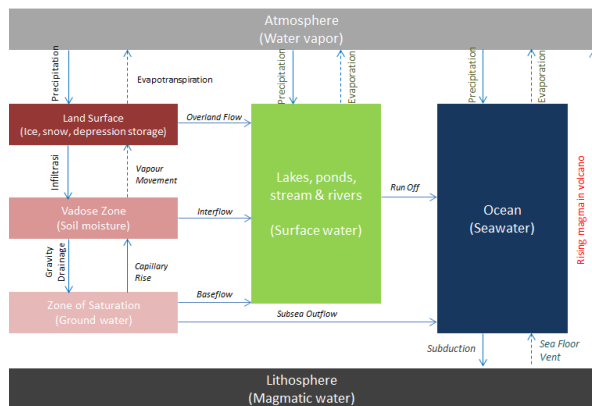 Atmosphere
(Water vapor)
Precipitation
Evapotranspiration
Precipitation
Evaporation
Precipitation
Evaporation
Land Surface
(Ice, snow, depression storage)
Overland Flow
Infiltrasi
Vapour
Movement
Lakes, ponds,
stream & rivers
(Surface water)
Run Off
Ocean
(Seawater)
Rising magma in volcano
Vadose Zone
(Soil moisture)
Interflow
Gravity
Drainage
Capillary
Rise
Zone of Saturation
(Ground water)
Baseflow
Subsea Outflow
Subduction
Sea Floor
Vent
Lithosphere
(Magmatic water)